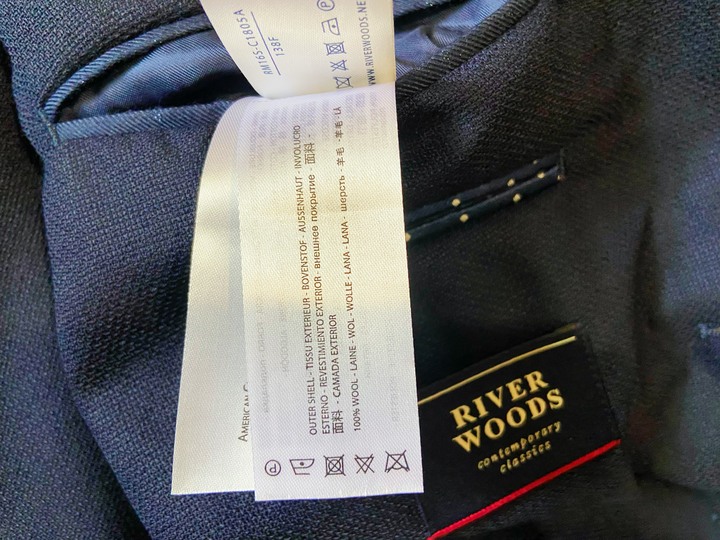 RM16S-C1805A
138F
WWW.RIVERWOODS.NE
OUTER SHELL - TISSU EXTERIEUR - BOVENSTOF - AUSSENHAUT - INVOLUCRO
ESTERNO - REVESTIMIENTO EXTERIOR - внешнее покрытие - 面料 -
面料 - CAMADA EXTERIOR
100% WOOL - LAINE - WOL - WOLLE - LANA - LANA - шерсть - 羊毛 - 羊毛 - LÃ
AMERICAN
RIVER
WOODS
contemporary
classics